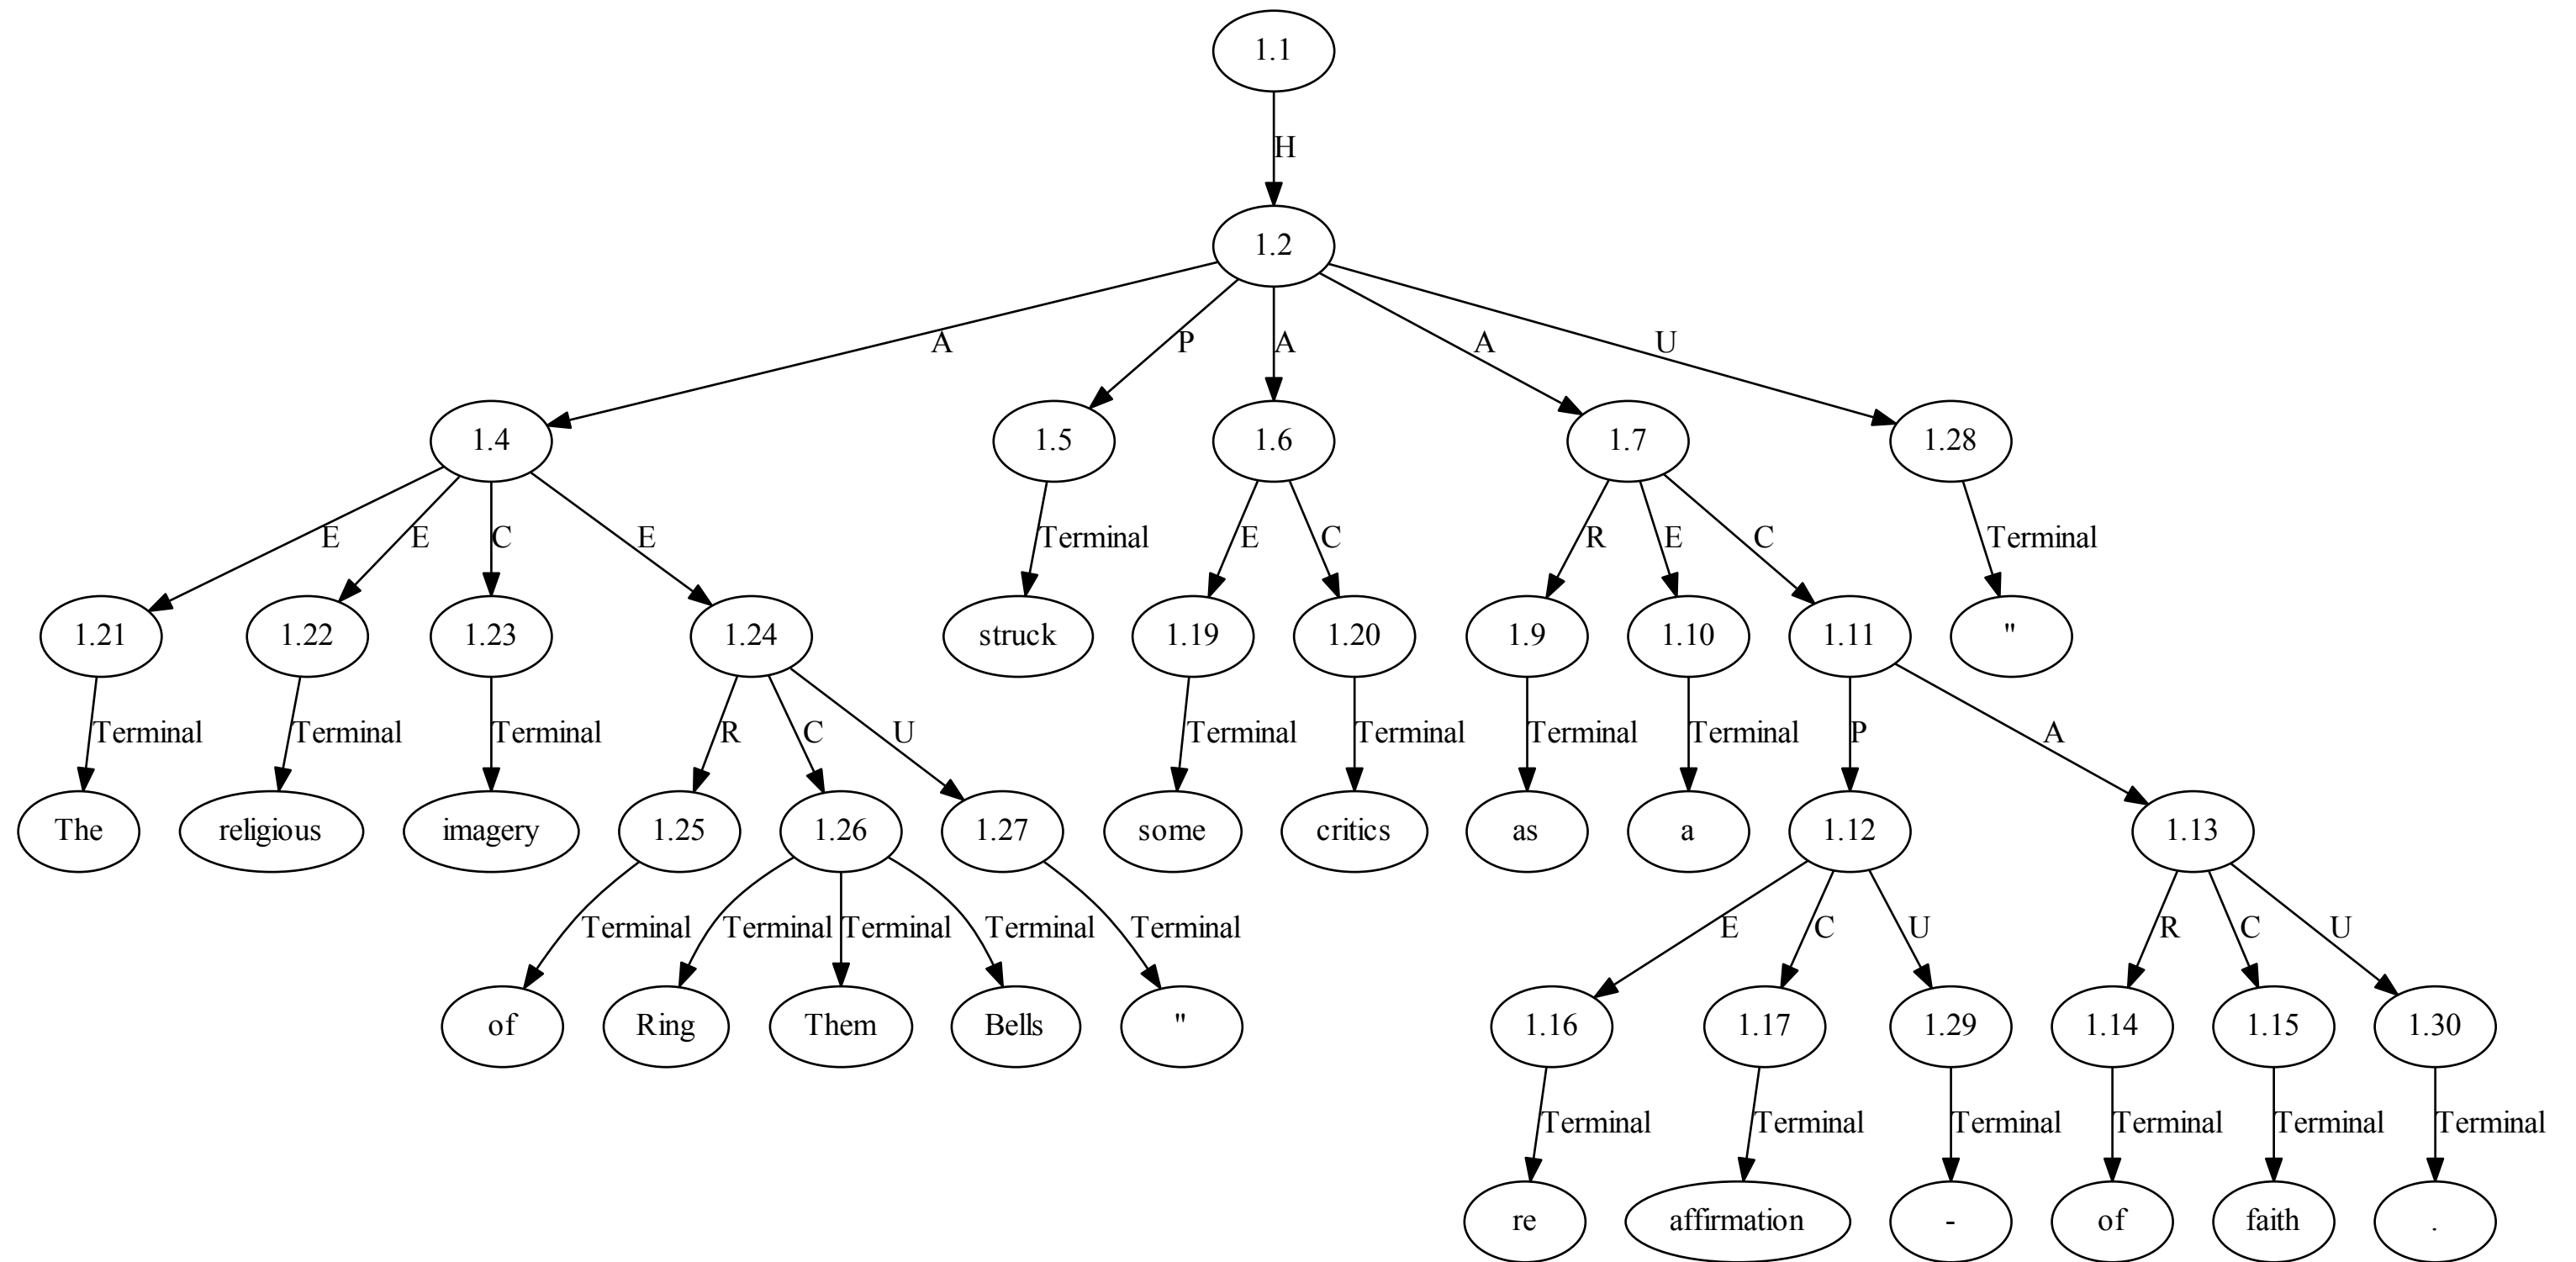 1.1
H
1.2
A P A A U
1.4 1.5 1.6 1.7 1.28
E E C E Terminal E C R E C Terminal
1.21 1.22 1.23 1.24 struck 1.19 1.20 1.9 1.10 1.11 "
Terminal Terminal Terminal R C U Terminal Terminal Terminal Terminal P A
The religious imagery 1.25 1.26 1.27 some critics as a 1.12 1.13
Terminal Terminal Terminal Terminal Terminal E C U R C U
of Ring Them Bells " 1.16 1.17 1.29 1.14 1.15 1.30
Terminal Terminal Terminal Terminal Terminal Terminal
re affirmation - of faith .